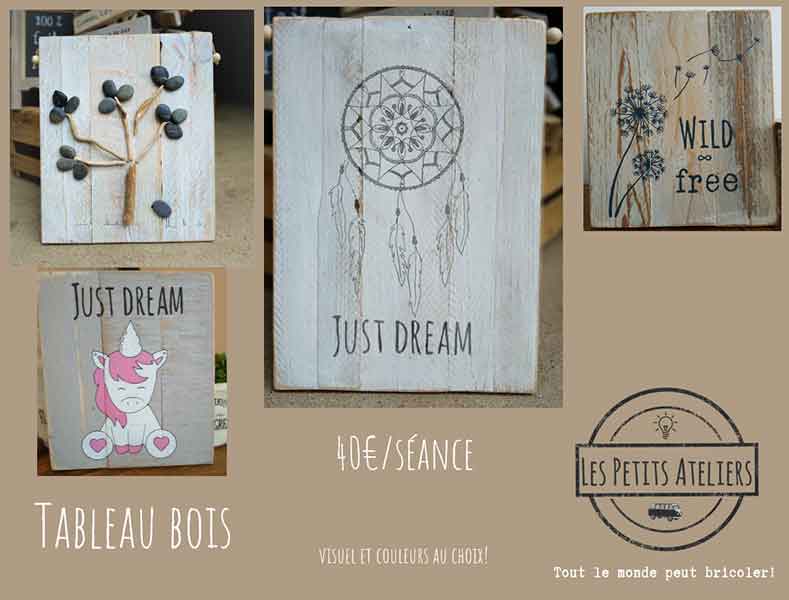 JUST DREAM
WILD
∞
free
JUST DREAM
40€/SÉANCE
TABLEAU BOIS
VISUEL ET COULEURS AU CHOIX!
LES PETITS ATELIERS
Tout le monde peut bricoler!